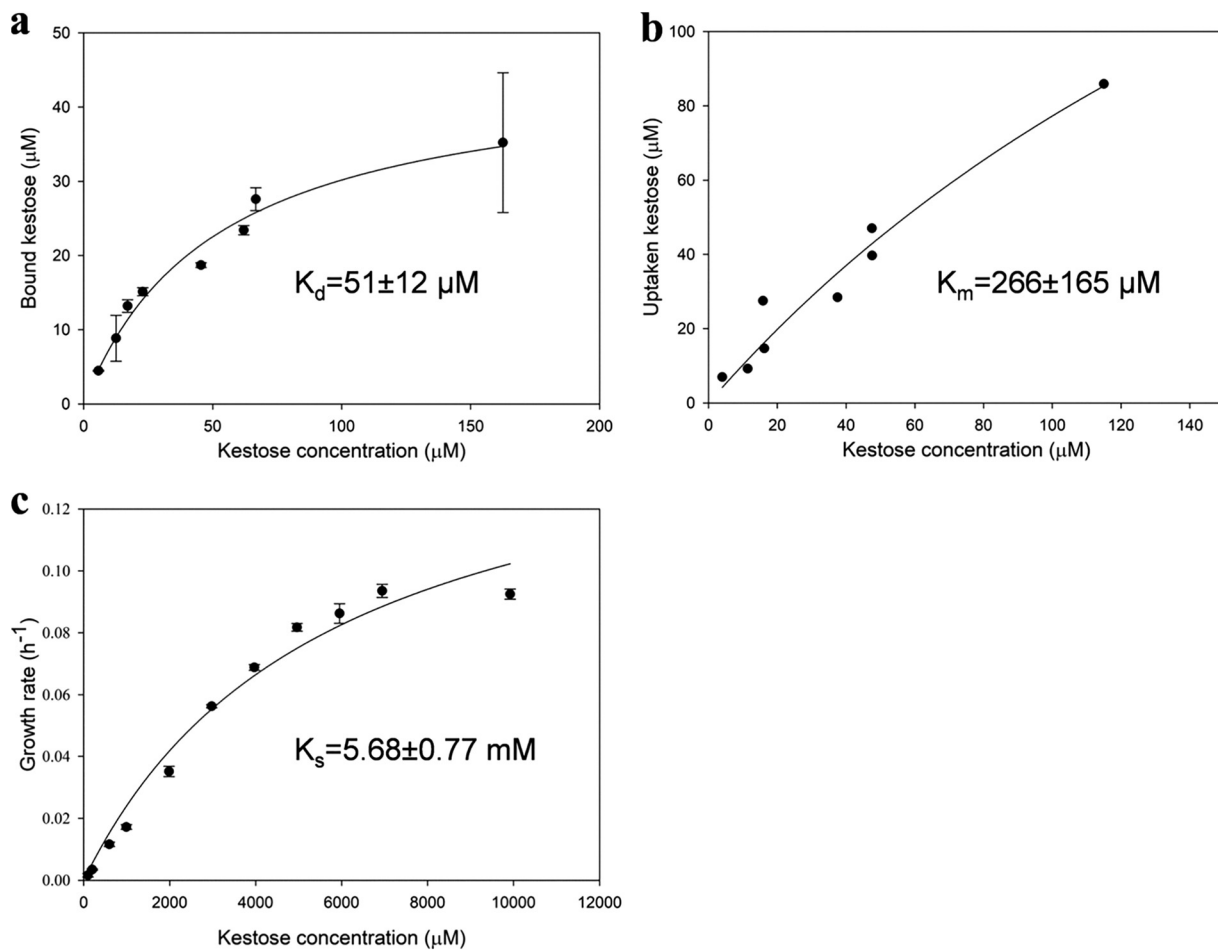 a
50
40
30
20
10
0
Bound kestose (μM)
K_d=51±12 μM
0 50 100 150 200
Kestose concentration (μM)
b
100
80
60
40
20
0
Uptaken kestose (μM)
K_m=266±165 μM
0 20 40 60 80 100 120 140
Kestose concentration (μM)
c
0.12
0.10
0.08
0.06
0.04
0.02
0.00
Growth rate (h⁻¹)
K_s=5.68±0.77 mM
0 2000 4000 6000 8000 10000 12000
Kestose concentration (μM)